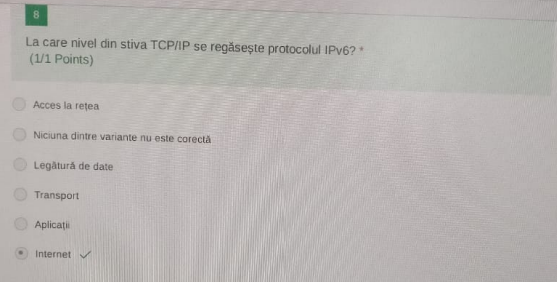 8
La care nivel din stiva TCP/IP se regăsește protocolul IPv6? *
(1/1 Points)
Acces la rețea
Niciuna dintre variante nu este corectă
Legătură de date
Transport
Aplicații
Internet